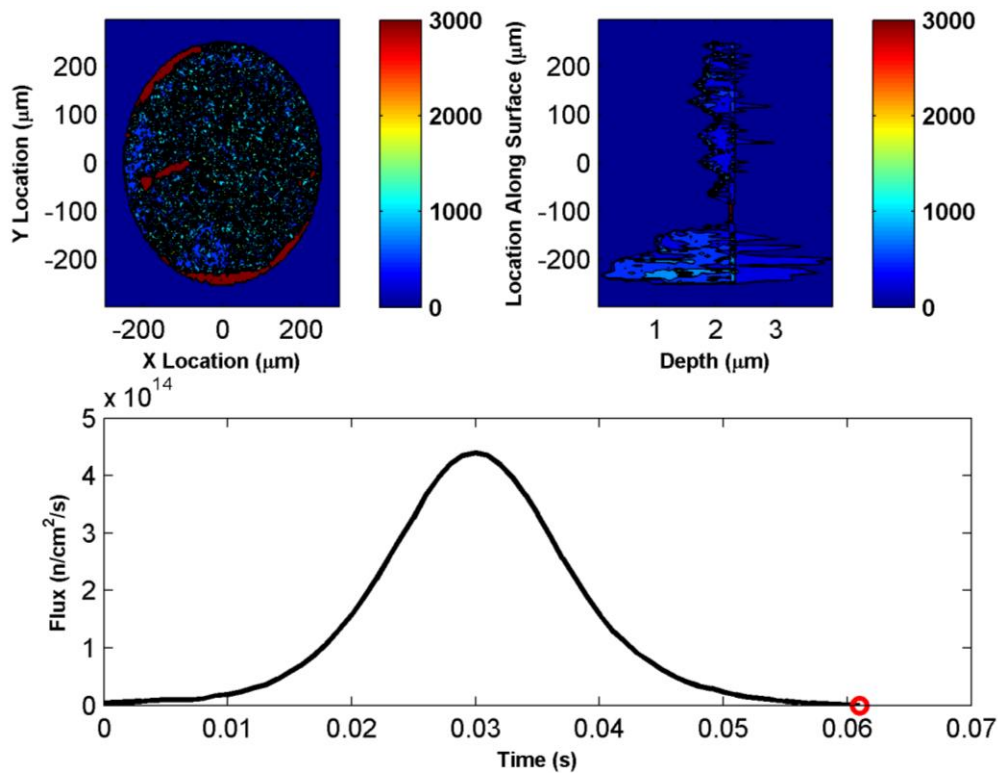 3000
2000
1000
0
200
100
0
-100
-200
Y Location (μm)
-200 0 200
X Location (μm)
3000
2000
1000
0
200
100
0
-100
-200
Location Along Surface (μm)
1 2 3
Depth (μm)
x 10^14
5
4
3
2
1
0
Flux (n/cm^2/s)
0 0.01 0.02 0.03 0.04 0.05 0.06 0.07
Time (s)